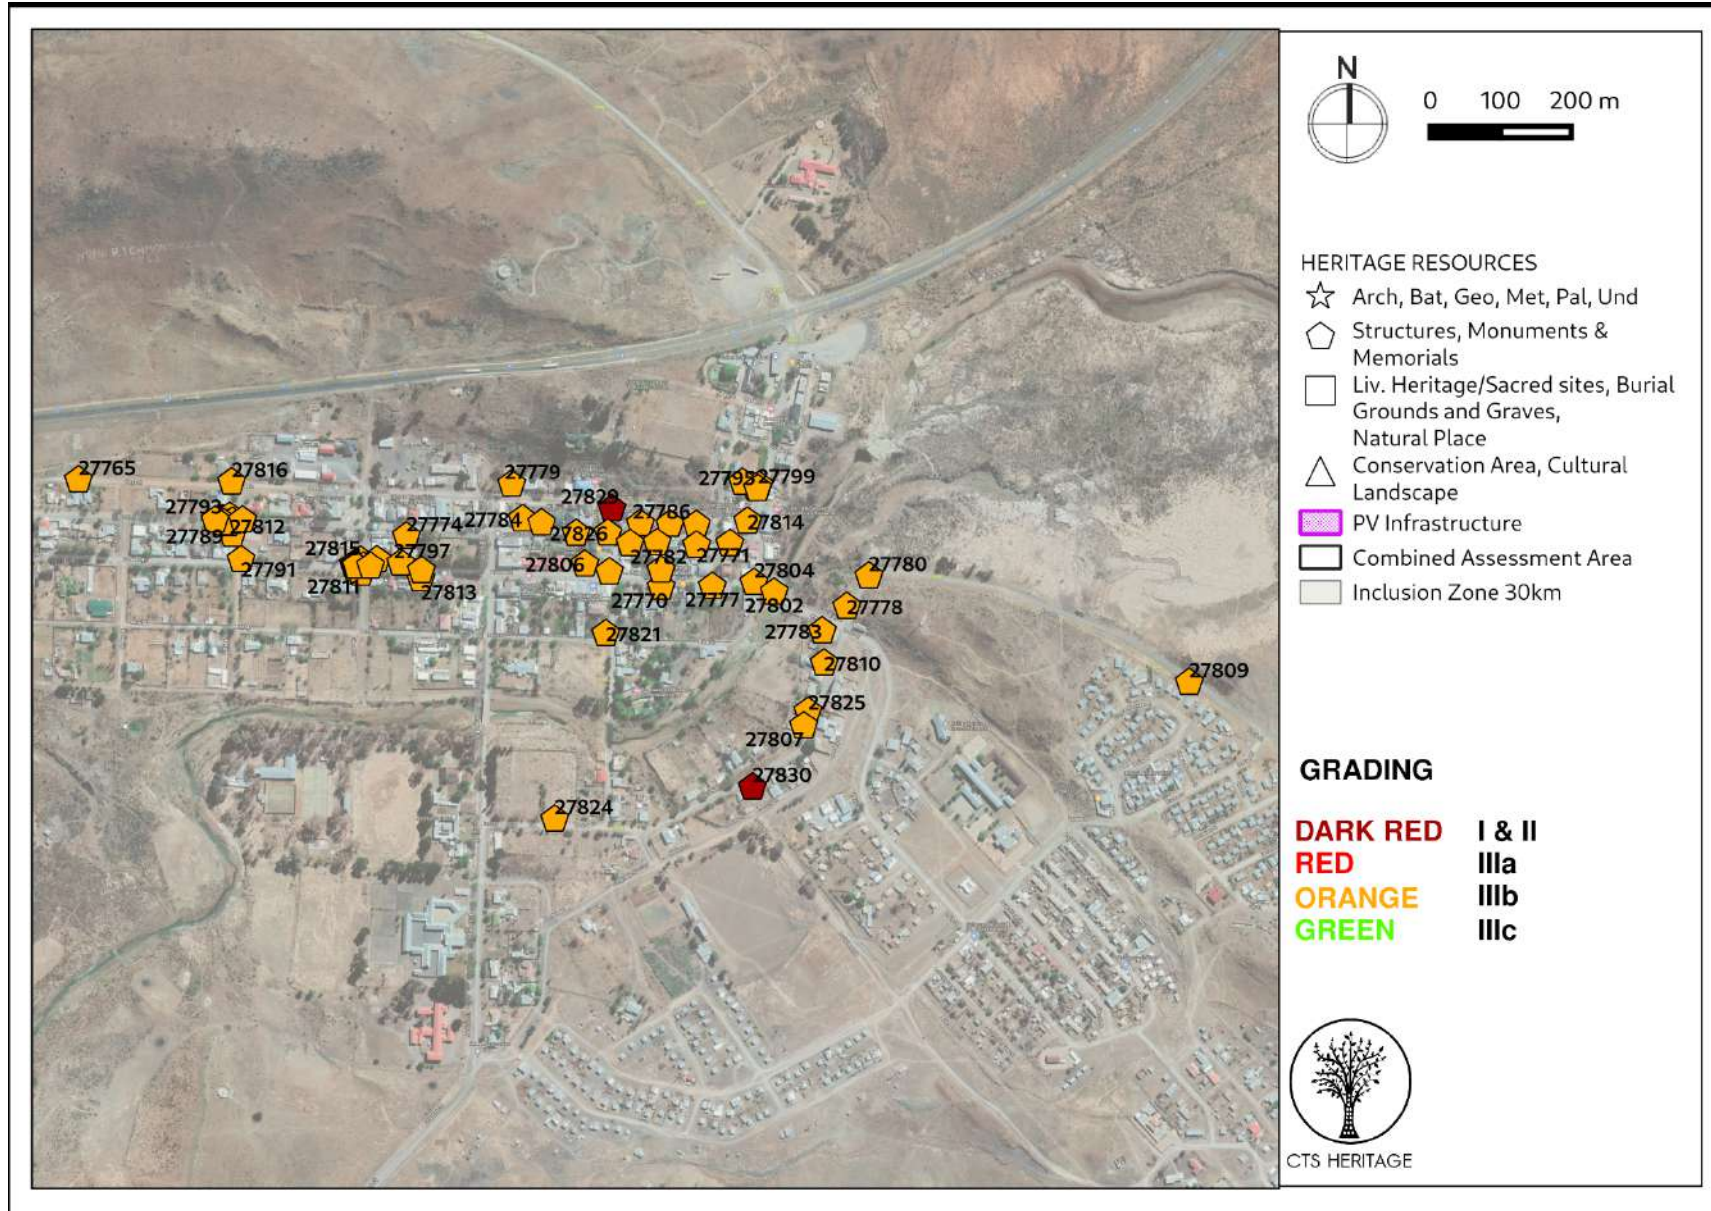 27765
27816
27793
27812
27789
27791
27774
27815
27797
27811
27813
27779
27829
27784
27826
27786
27795
27799
27814
27806
27782
27771
27770
27777
27804
27802
27780
27778
27783
27821
27810
27809
27825
27807
27830
27824
N
0 100 200 m
HERITAGE RESOURCES
Arch, Bat, Geo, Met, Pal, Und
Structures, Monuments &
Memorials
Liv. Heritage/Sacred sites, Burial
Grounds and Graves,
Natural Place
Conservation Area, Cultural
Landscape
PV Infrastructure
Combined Assessment Area
Inclusion Zone 30km
GRADING
DARK RED I & II
RED IIIa
ORANGE IIIb
GREEN IIIc
CTS HERITAGE